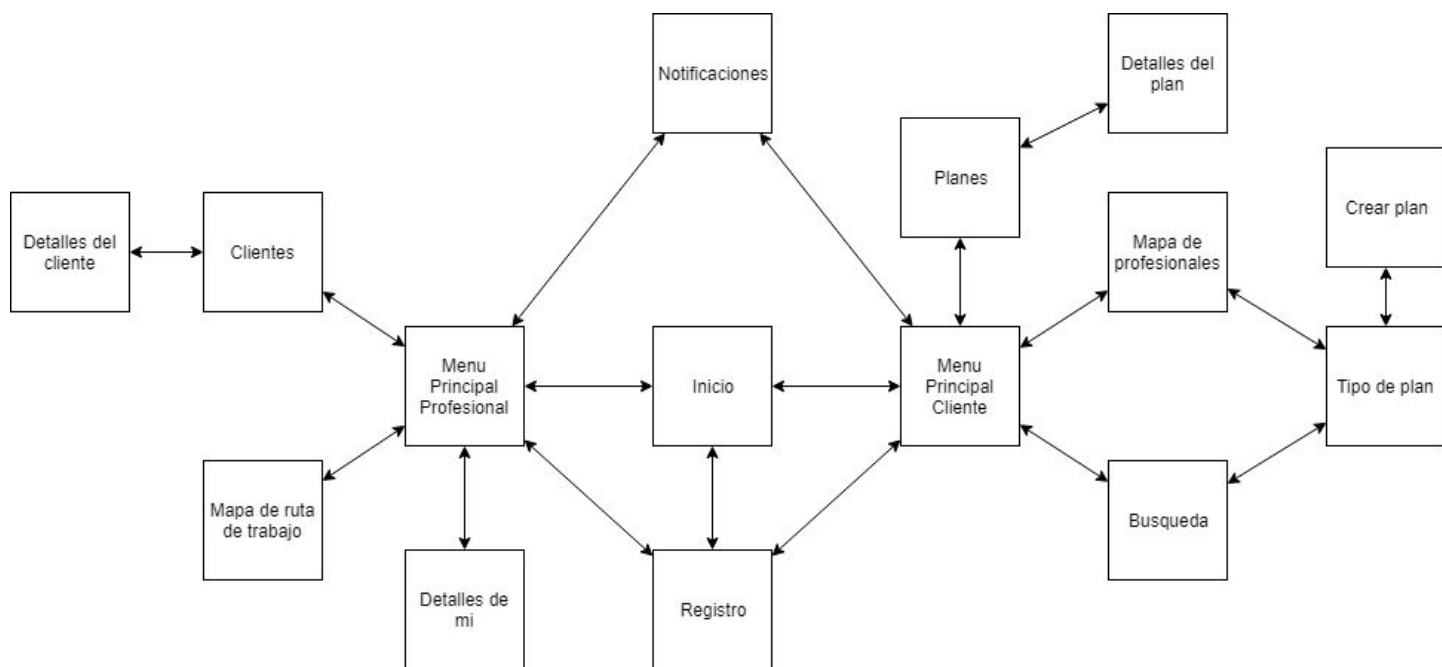 Notificaciones
Detalles del
plan
Planes
Crear plan
Detalles del
cliente
Clientes
Mapa de
profesionales
Menu
Principal
Profesional
Inicio
Menu
Principal
Cliente
Tipo de plan
Mapa de ruta
de trabajo
Busqueda
Detalles de
mi
Registro